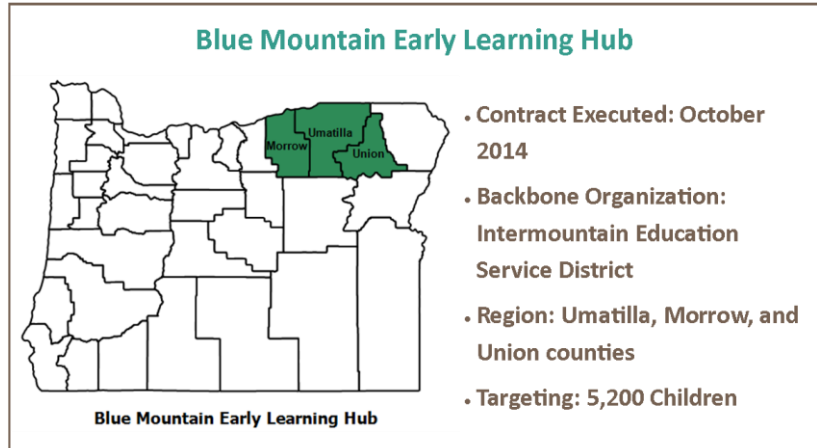 Blue Mountain Early Learning Hub
Morrow
Umatilla
Union
Blue Mountain Early Learning Hub
• Contract Executed: October
2014
• Backbone Organization:
Intermountain Education
Service District
• Region: Umatilla, Morrow, and
Union counties
• Targeting: 5,200 Children